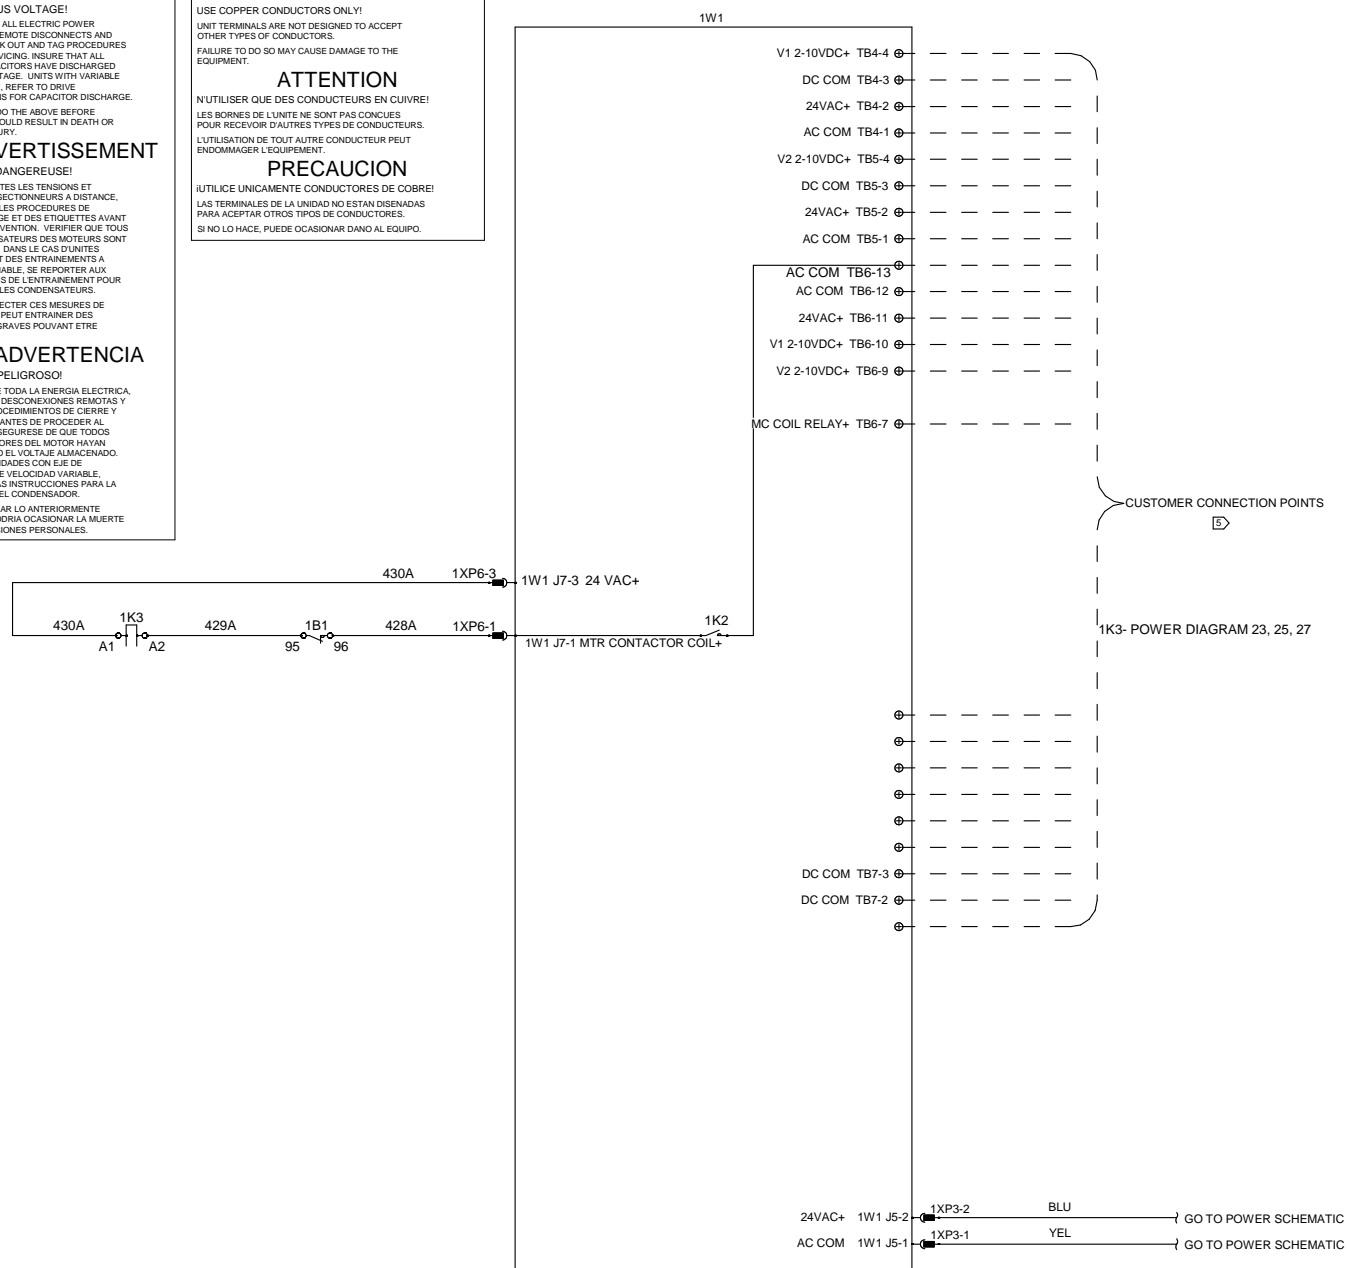 US VOLTAGE!
ALL ELECTRIC POWER
EMOTE DISCONNECTS AND
K OUT AND TAG PROCEDURES
VICING. INSURE THAT ALL
ACITORS HAVE DISCHARGED
TAGE. UNITS WITH VARIABLE
, REFER TO DRIVE
NS FOR CAPACITOR DISCHARGE.
DO THE ABOVE BEFORE
OULD RESULT IN DEATH OR
URY.
VERTISSEMENT
DANGEREUSE!
TES LES TENSIONS ET
SECTIONNEURS A DISTANCE,
LES PROCEDURES DE
GE ET DES ETIQUETTES AVANT
VENTION. VERIFIER QUE TOUS
SATEURS DES MOTEURS SONT
DANS LE CAS D'UNITES
T DES ENTRAINEMENTS A
IABLE, SE REPORTER AUX
S DE L'ENTRAINEMENT POUR
LES CONDENSATEURS.
ECTER CES MESURES DE
PEUT ENTRAINER DES
GRAVES POUVANT ETRE
ADVERTENCIA
PELIGROSO!
E TODA LA ENERGIA ELECTRICA,
DESCONEXIONES REMOTAS Y
OCEDIMIENTOS DE CIERRE Y
ANTES DE PROCEDER AL
SEGURESE DE QUE TODOS
ORES DEL MOTOR HAYAN
O EL VOLTAJE ALMACENADO.
IDADES CON EJE DE
E VELOCIDAD VARIABLE,
AS INSTRUCCIONES PARA LA
EL CONDENSADOR.
AR LO ANTERIORMENTE
ODRIA OCASIONAR LA MUERTE
IONES PERSONALES.
USE COPPER CONDUCTORS ONLY!
UNIT TERMINALS ARE NOT DESIGNED TO ACCEPT
OTHER TYPES OF CONDUCTORS.
FAILURE TO DO SO MAY CAUSE DAMAGE TO THE
EQUIPMENT.
ATTENTION
N'UTILISER QUE DES CONDUCTEURS EN CUIVRE!
LES BORNES DE L'UNITE NE SONT PAS CONCUES
POUR RECEVOIR D'AUTRES TYPES DE CONDUCTEURS.
L'UTILISATION DE TOUT AUTRE CONDUCTEUR PEUT
ENDOMMAGER L'EQUIPEMENT.
PRECAUCION
¡UTILICE UNICAMENTE CONDUCTORES DE COBRE!
LAS TERMINALES DE LA UNIDAD NO ESTAN DISENADAS
PARA ACEPTAR OTROS TIPOS DE CONDUCTORES.
SI NO LO HACE, PUEDE OCASIONAR DANO AL EQUIPO.
1W1
V1 2-10VDC+ TB4-4
DC COM TB4-3
24VAC+ TB4-2
AC COM TB4-1
V2 2-10VDC+ TB5-4
DC COM TB5-3
24VAC+ TB5-2
AC COM TB5-1
AC COM TB6-13
AC COM TB6-12
24VAC+ TB6-11
V1 2-10VDC+ TB6-10
V2 2-10VDC+ TB6-9
MC COIL RELAY+ TB6-7
CUSTOMER CONNECTION POINTS
5
430A 1XP6-3 1W1 J7-3 24 VAC+
430A 1K3 429A 1B1 428A 1XP6-1 1K2
A1 A2 95 96 1W1 J7-1 MTR CONTACTOR COIL+
1K3- POWER DIAGRAM 23, 25, 27
DC COM TB7-3
DC COM TB7-2
24VAC+ 1W1 J5-2 1XP3-2 BLU GO TO POWER SCHEMATIC
AC COM 1W1 J5-1 1XP3-1 YEL GO TO POWER SCHEMATIC